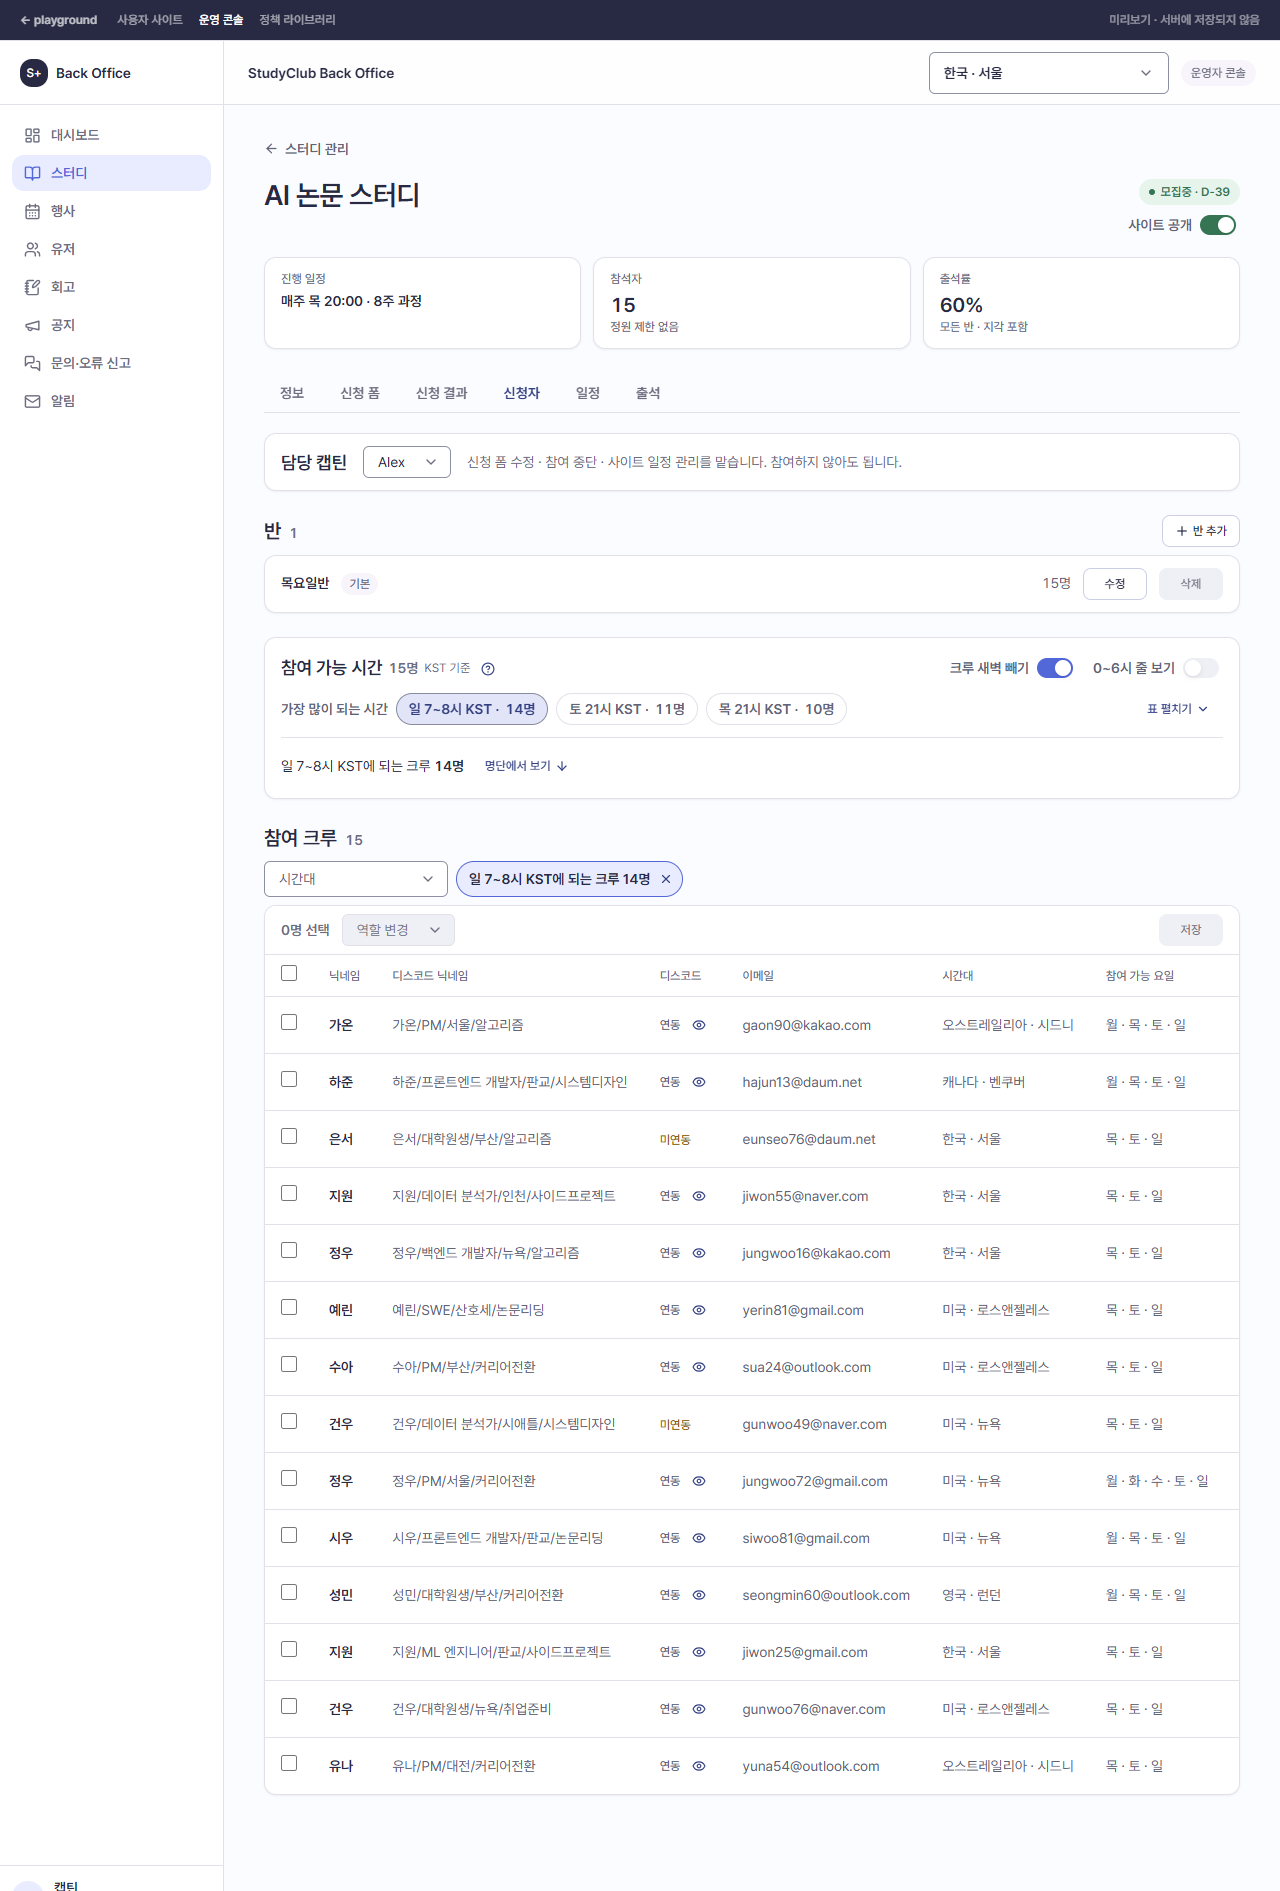 ← playground 사용자 사이트 운영 콘솔 정책 라이브러리 미리보기 · 서버에 저장되지 않음
S+ Back Office
StudyClub Back Office 한국 · 서울 운영자 콘솔
대시보드
스터디
행사
유저
회고
공지
문의·오류 신고
알림
← 스터디 관리
AI 논문 스터디
모집중 · D-39
사이트 공개
진행 일정
매주 목 20:00 · 8주 과정
참석자
15
정원 제한 없음
출석률
60%
모든 반 · 지각 포함
정보 신청 폼 신청 결과 신청자 일정 출석
담당 캡틴 Alex 신청 폼 수정 · 참여 중단 · 사이트 일정 관리를 맡습니다. 참여하지 않아도 됩니다.
반 1 + 반 추가
목요일반 기본 15명 수정 삭제
참여 가능 시간 15명 KST 기준 ? 크루 새벽 빼기 0~6시 줄 보기
가장 많이 되는 시간 일 7~8시 KST · 14명 토 21시 KST · 11명 목 21시 KST · 10명 표 펼치기
일 7~8시 KST에 되는 크루 14명 명단에서 보기 ↓
참여 크루 15
시간대 일 7~8시 KST에 되는 크루 14명 ×
0명 선택 역할 변경 저장
닉네임 디스코드 닉네임 디스코드 이메일 시간대 참여 가능 요일
가온 가온/PM/서울/알고리즘 연동 gaon90@kakao.com 오스트레일리아 · 시드니 월 · 목 · 토 · 일
하준 하준/프론트엔드 개발자/판교/시스템디자인 연동 hajun13@daum.net 캐나다 · 벤쿠버 월 · 목 · 토 · 일
은서 은서/대학원생/부산/알고리즘 미연동 eunseo76@daum.net 한국 · 서울 목 · 토 · 일
지원 지원/데이터 분석가/인천/사이드프로젝트 연동 jiwon55@naver.com 한국 · 서울 목 · 토 · 일
정우 정우/백엔드 개발자/뉴욕/알고리즘 연동 jungwoo16@kakao.com 한국 · 서울 목 · 토 · 일
예린 예린/SWE/산호세/논문리딩 연동 yerin81@gmail.com 미국 · 로스앤젤레스 목 · 토 · 일
수아 수아/PM/부산/커리어전환 연동 sua24@outlook.com 미국 · 로스앤젤레스 목 · 토 · 일
건우 건우/데이터 분석가/시애틀/시스템디자인 미연동 gunwoo49@naver.com 미국 · 뉴욕 목 · 토 · 일
정우 정우/PM/서울/커리어전환 연동 jungwoo72@gmail.com 미국 · 뉴욕 월 · 화 · 수 · 토 · 일
시우 시우/프론트엔드 개발자/판교/논문리딩 연동 siwoo81@gmail.com 미국 · 뉴욕 월 · 목 · 토 · 일
성민 성민/대학원생/부산/커리어전환 연동 seongmin60@outlook.com 영국 · 런던 월 · 목 · 토 · 일
지원 지원/ML 엔지니어/판교/사이드프로젝트 연동 jiwon25@gmail.com 한국 · 서울 목 · 토 · 일
건우 건우/대학원생/뉴욕/취업준비 연동 gunwoo76@naver.com 미국 · 로스앤젤레스 목 · 토 · 일
유나 유나/PM/대전/커리어전환 연동 yuna54@outlook.com 오스트레일리아 · 시드니 목 · 토 · 일
캡틴